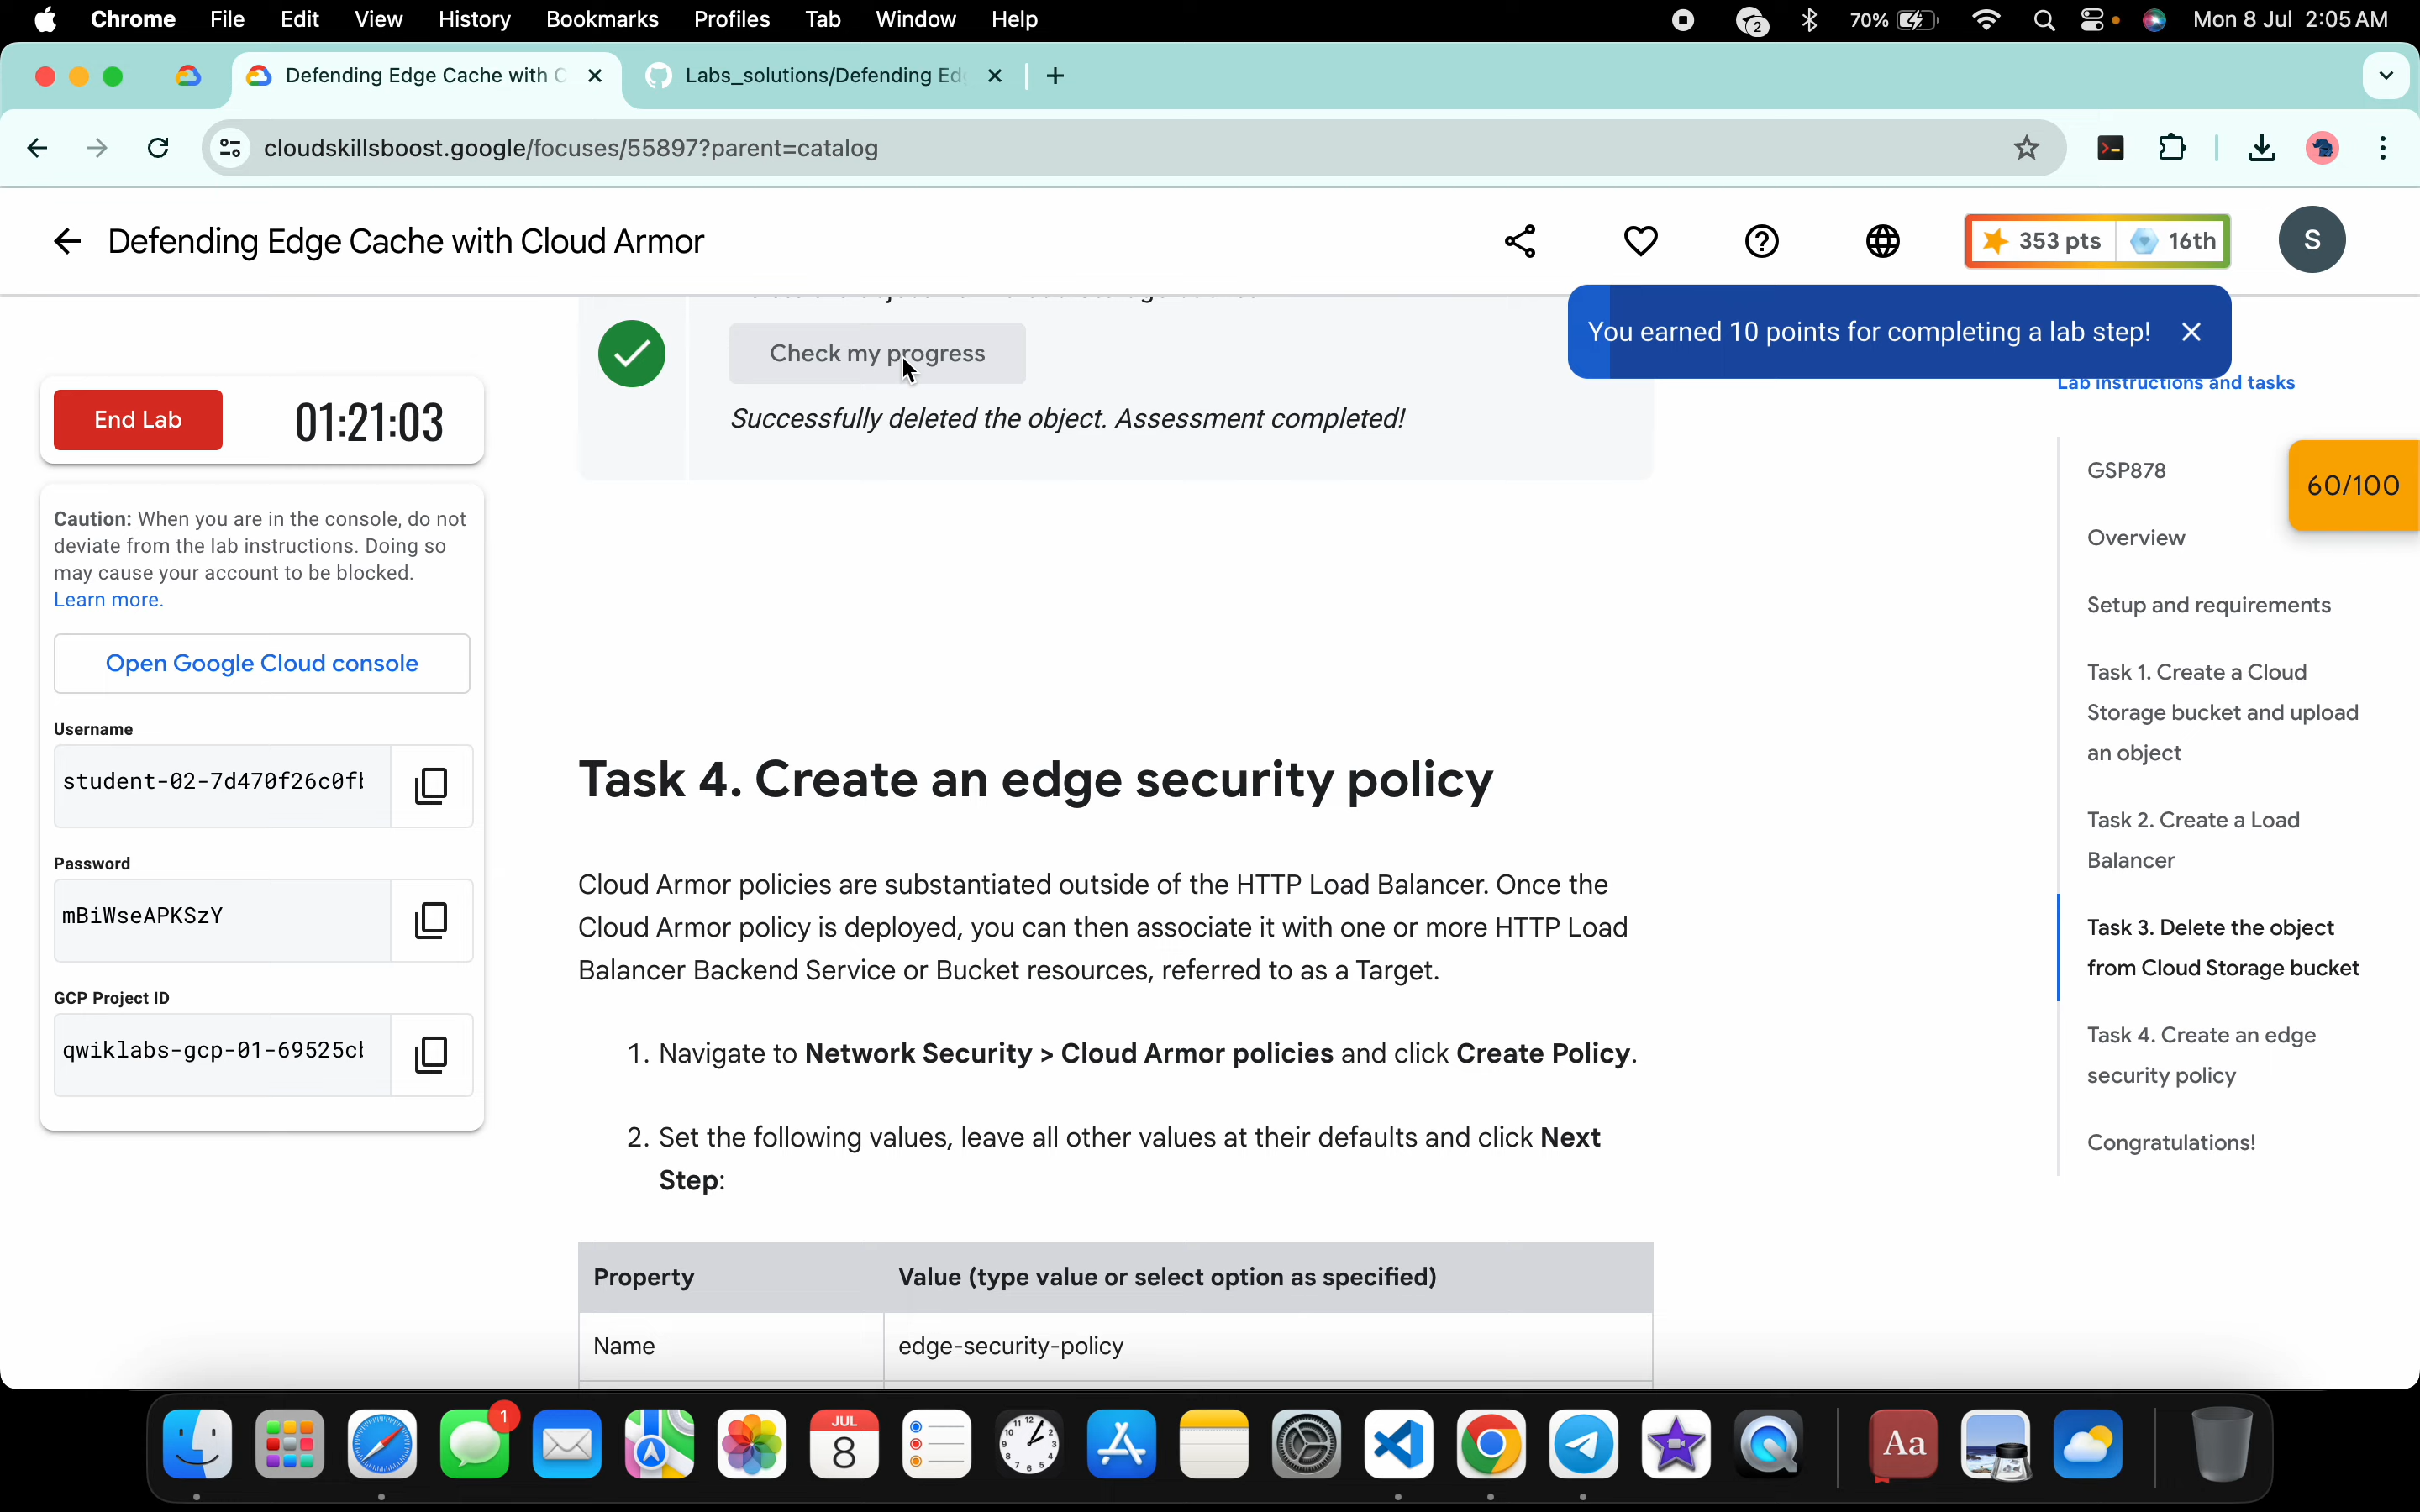 Chrome File Edit View History Bookmarks Profiles Tab Window Help 2 70% Mon 8 Jul 2:05 AM
Defending Edge Cache with C Labs_solutions/Defending Ed
cloudskillsboost.google/focuses/55897?parent=catalog
Defending Edge Cache with Cloud Armor 353 pts 16th S
You earned 10 points for completing a lab step!
Check my progress
Successfully deleted the object. Assessment completed!
End Lab 01:21:03
Caution: When you are in the console, do not
deviate from the lab instructions. Doing so
may cause your account to be blocked.
Learn more.
Open Google Cloud console
Username
student-02-7d470f26c0f
Password
mBiWseAPKSzY
GCP Project ID
qwiklabs-gcp-01-69525c
Task 4. Create an edge security policy
Cloud Armor policies are substantiated outside of the HTTP Load Balancer. Once the
Cloud Armor policy is deployed, you can then associate it with one or more HTTP Load
Balancer Backend Service or Bucket resources, referred to as a Target.
1. Navigate to Network Security > Cloud Armor policies and click Create Policy.
2. Set the following values, leave all other values at their defaults and click Next
Step:
Property Value (type value or select option as specified)
Name edge-security-policy
Lab instructions and tasks
GSP878
60/100
Overview
Setup and requirements
Task 1. Create a Cloud
Storage bucket and upload
an object
Task 2. Create a Load
Balancer
Task 3. Delete the object
from Cloud Storage bucket
Task 4. Create an edge
security policy
Congratulations!
1
JUL
8
Aa